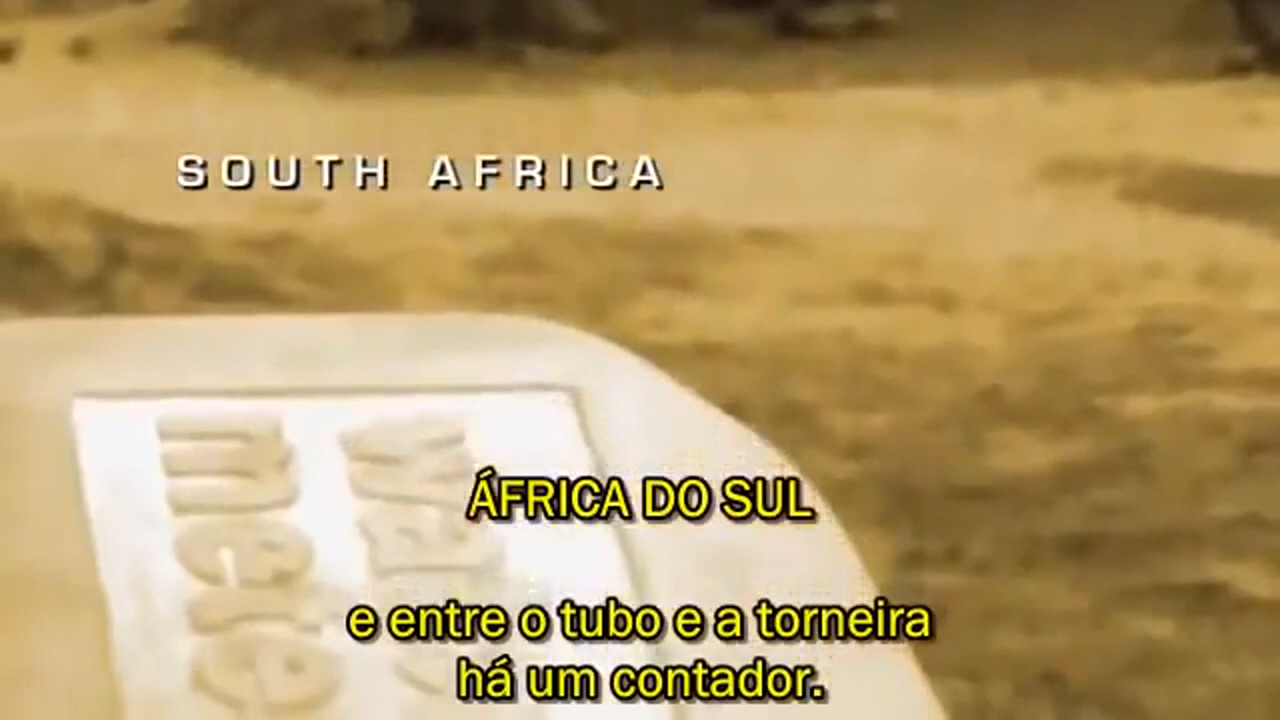 SOUTH AFRICA
ÁFRICA DO SUL
e entre o tubo e a torneira
há um contador.